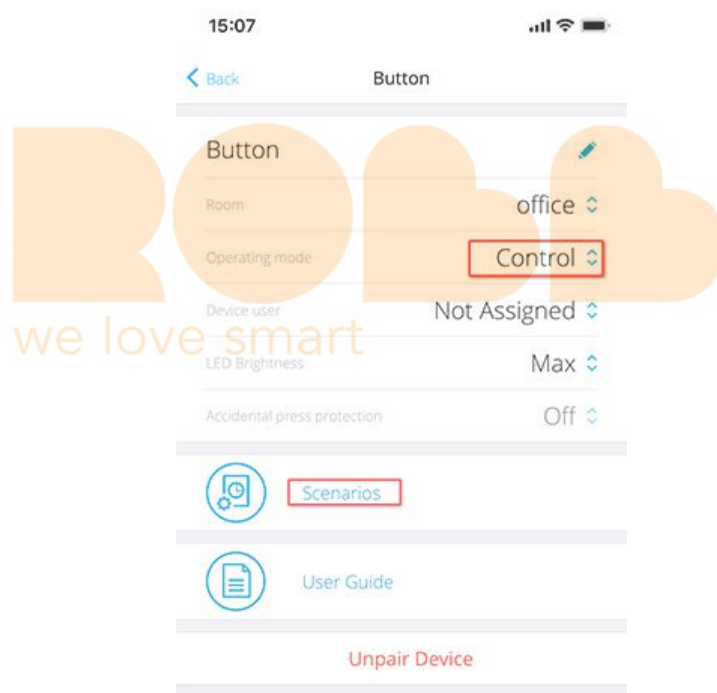 15:07
Back
Button
Button
Room
office
Operating mode
Control
Device user
Not Assigned
we love smart
LED Brightness
Max
Accidental press protection
Off
Scenarios
User Guide
Unpair Device
ROBB